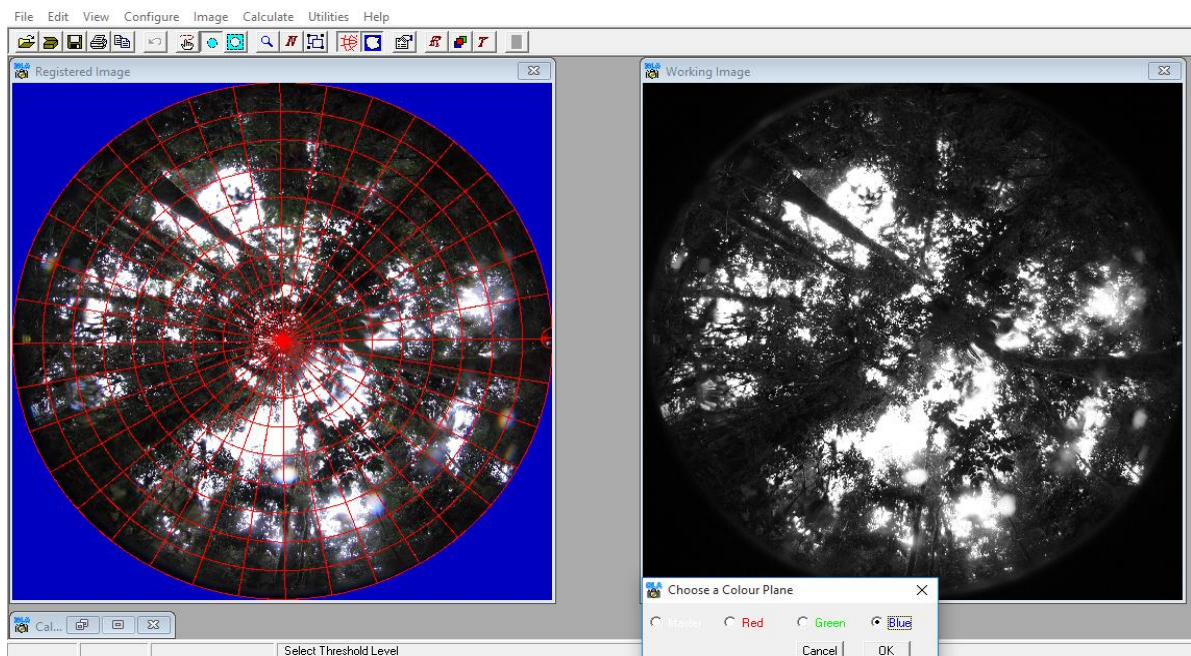 File Edit View Configure Image Calculate Utilities Help
Registered Image
Working Image
Choose a Colour Plane
Master Red Green Blue
Cancel OK
Cal...
Select Threshold Level